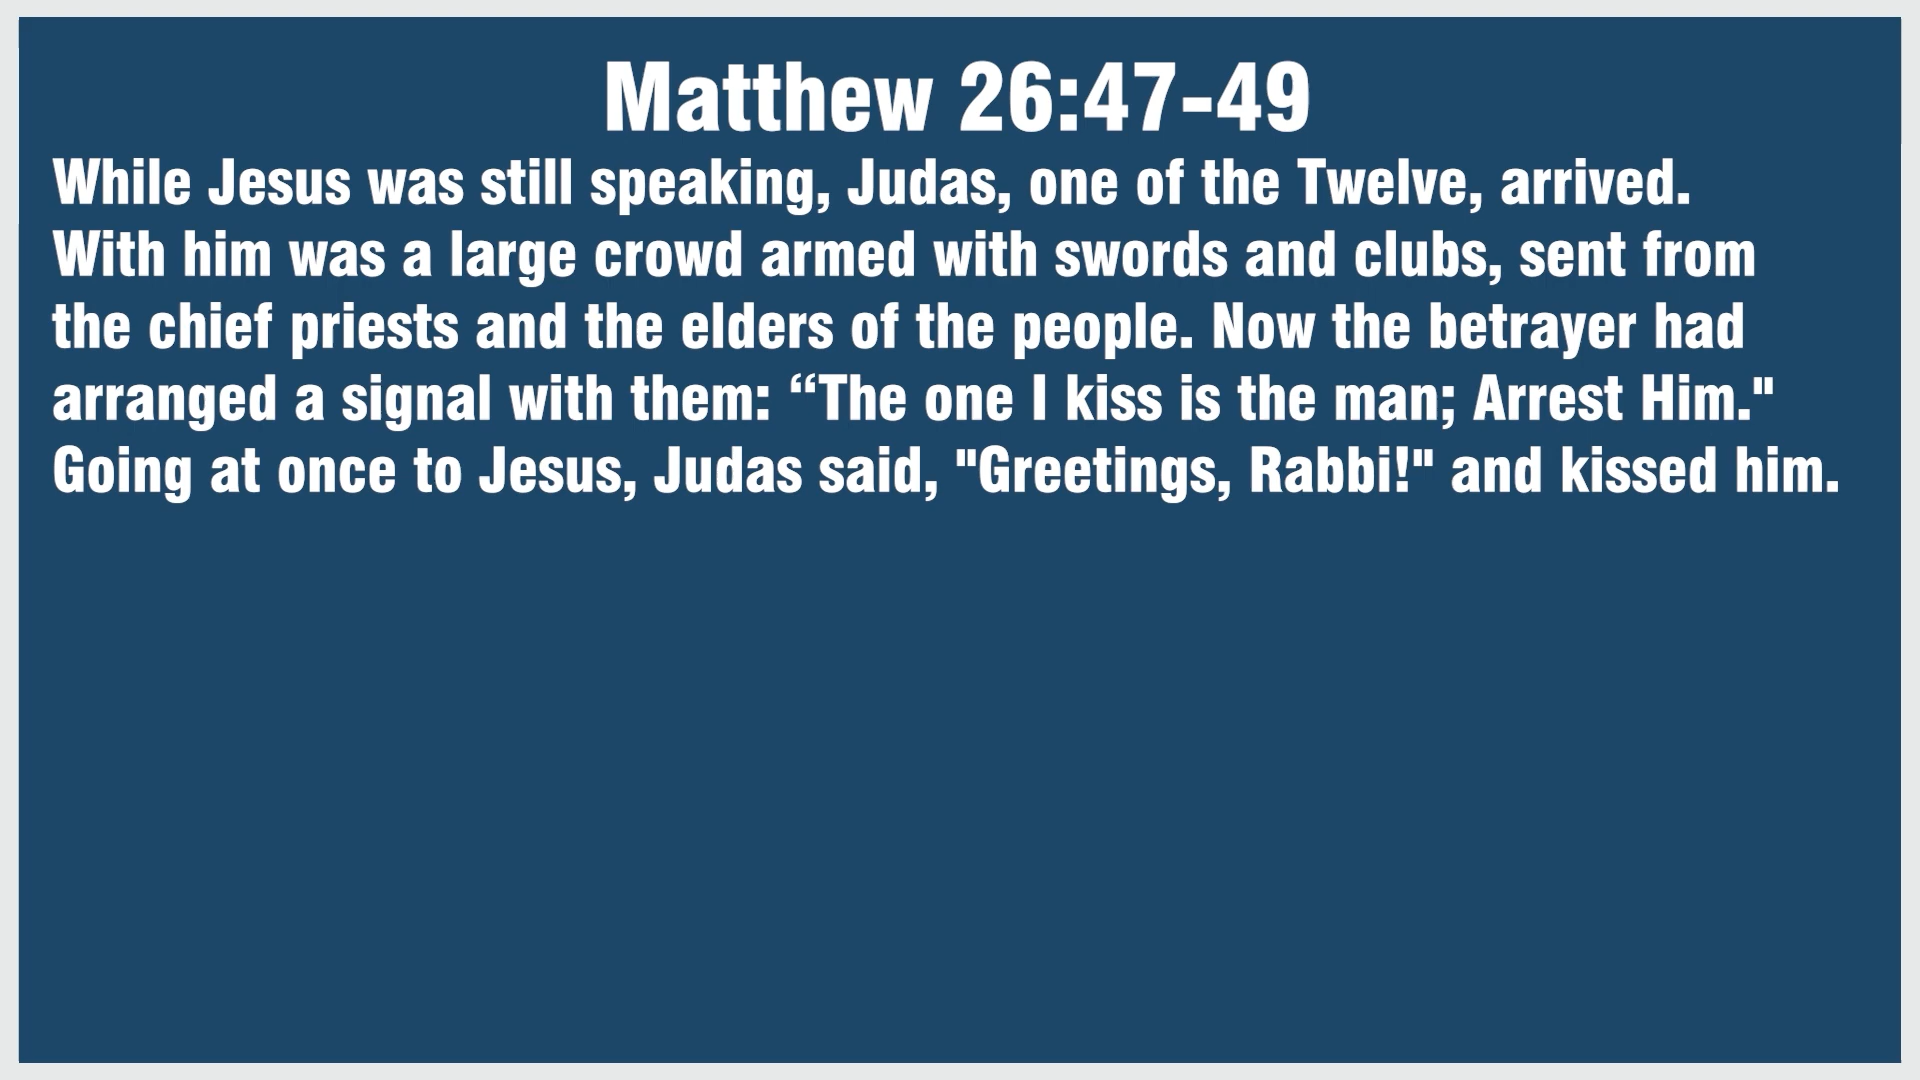 Matthew 26:47-49
While Jesus was still speaking, Judas, one of the Twelve, arrived.
With him was a large crowd armed with swords and clubs, sent from
the chief priests and the elders of the people. Now the betrayer had
arranged a signal with them: “The one I kiss is the man; Arrest Him."
Going at once to Jesus, Judas said, "Greetings, Rabbi!" and kissed him.